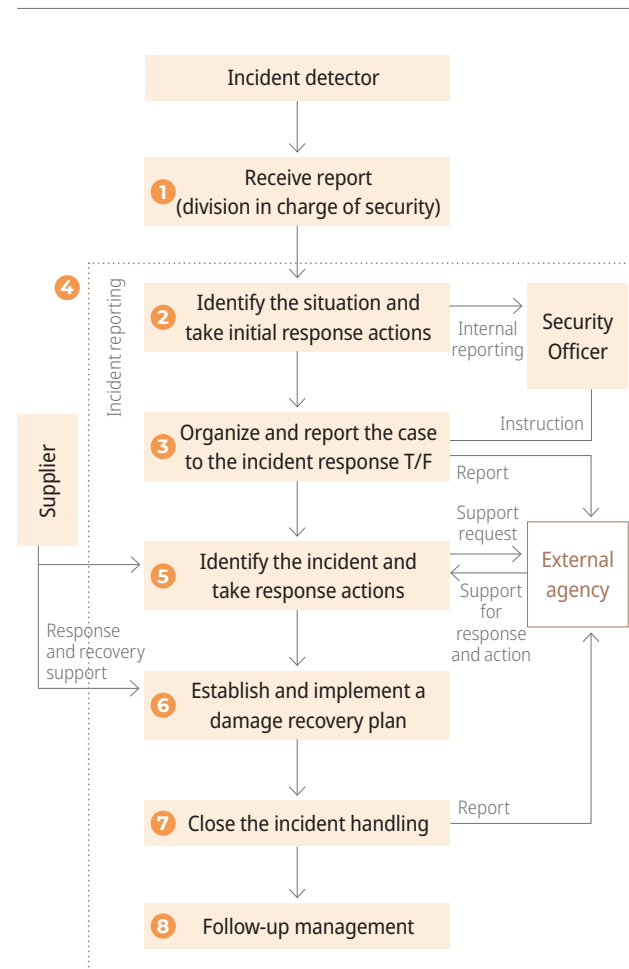 Incident detector
1
Receive report
(division in charge of security)
4
Incident reporting
2
Identify the situation and
take initial response actions
Internal
reporting
Security
Officer
Supplier
3
Organize and report the case
to the incident response T/F
Instruction
Report
5
Identify the incident and
take response actions
Support
request
External
agency
Support
for
response
and action
Response
and recovery
support
6
Establish and implement a
damage recovery plan
7
Close the incident handling
Report
8
Follow-up management